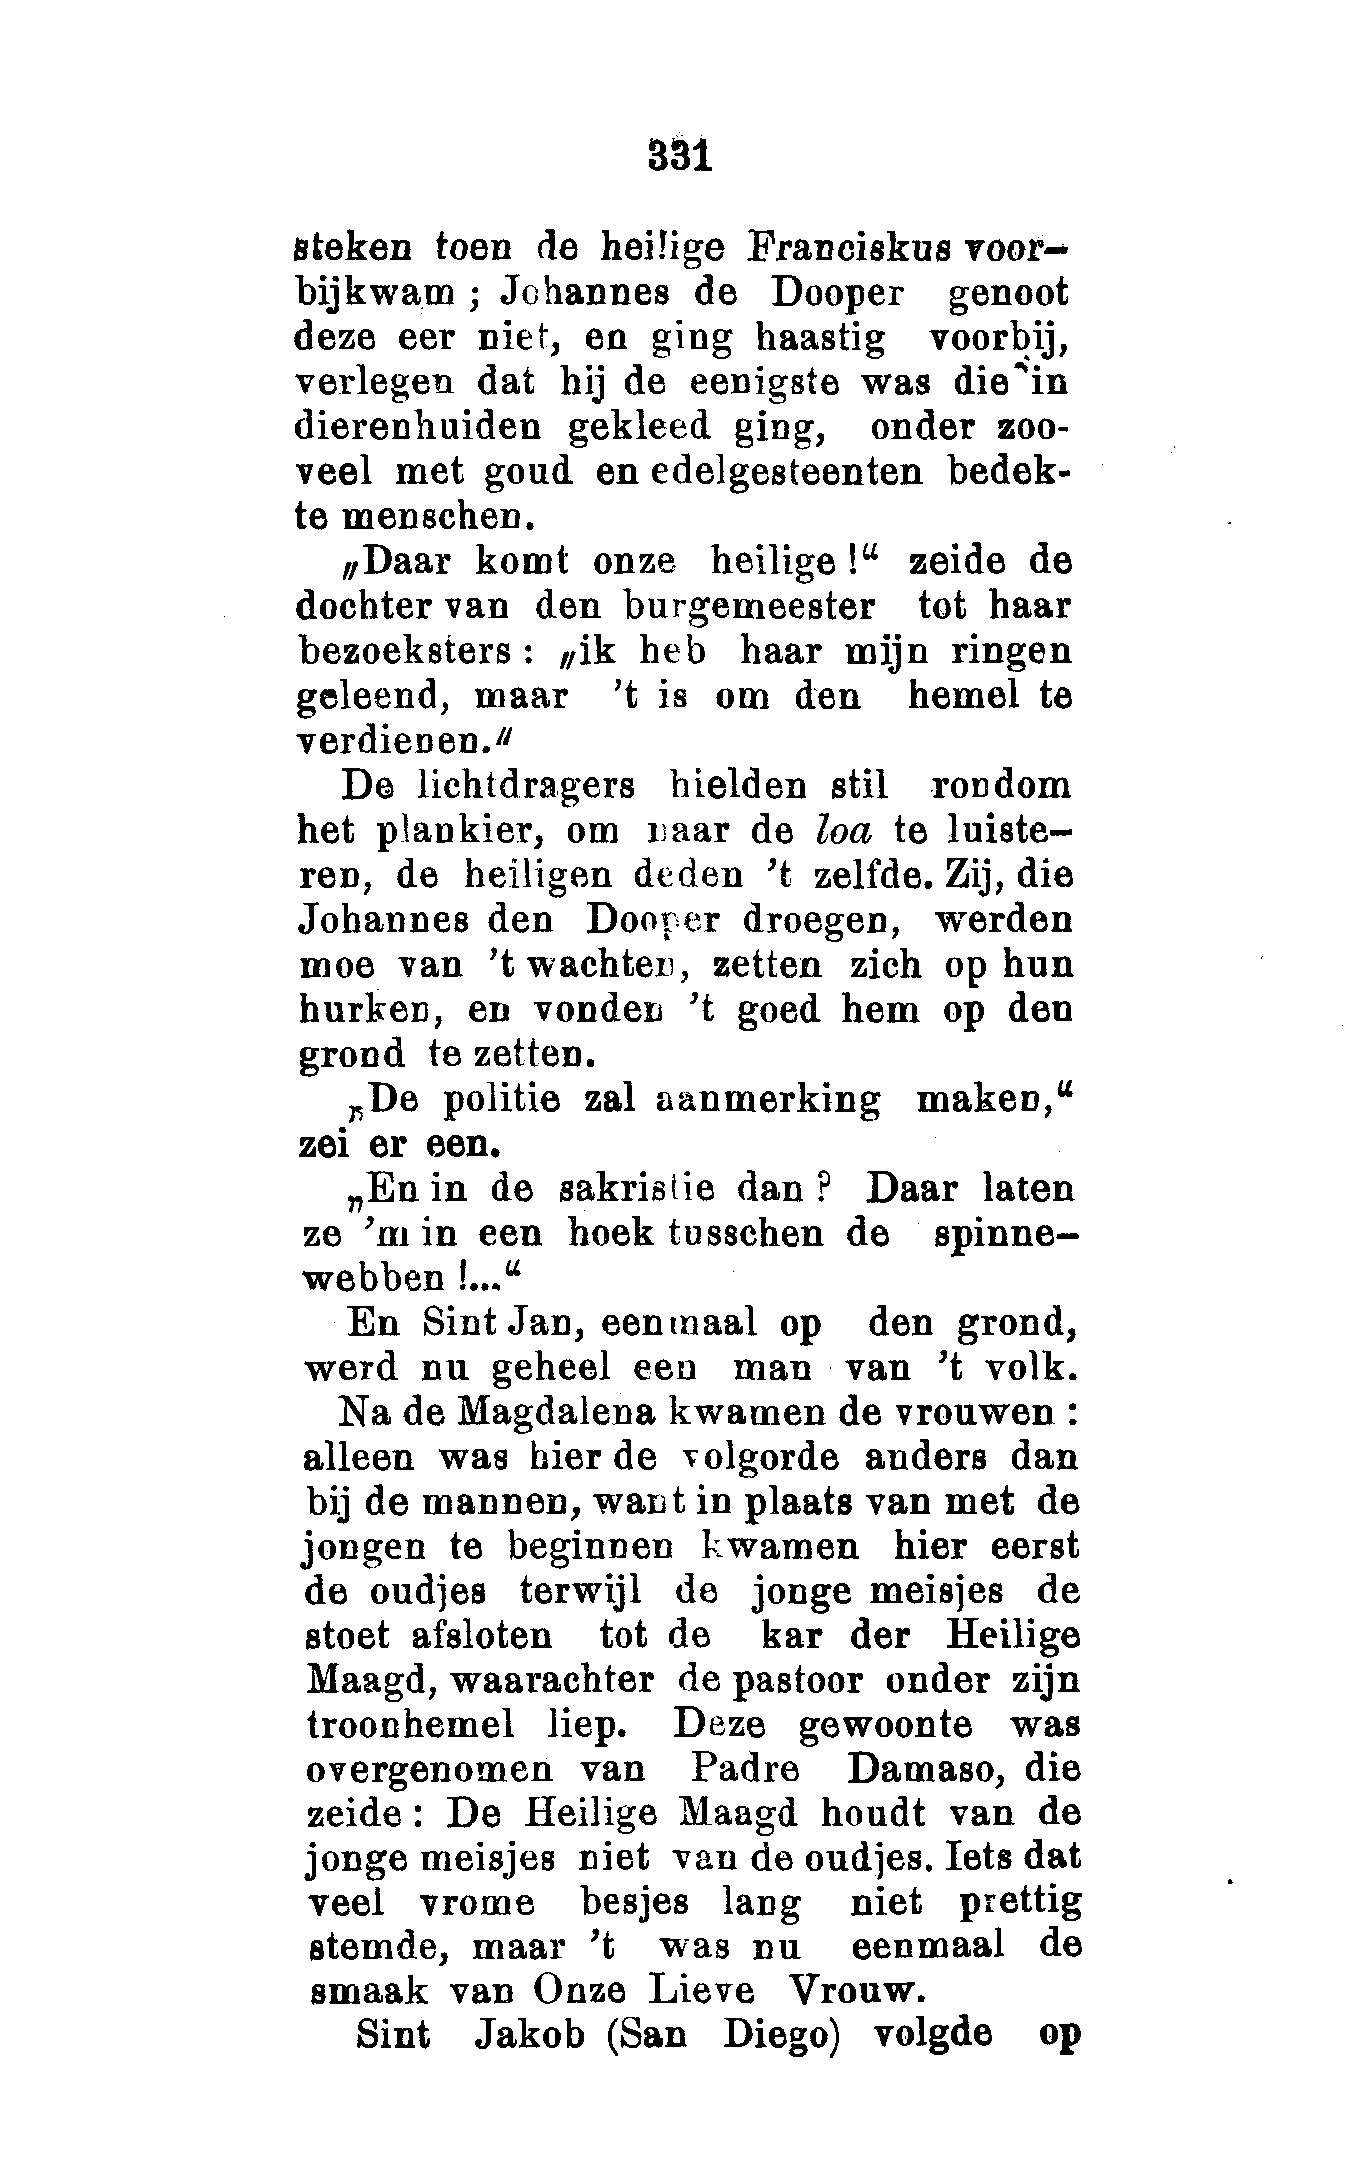 331
steken toen de heilige Franciskus voor-
bijkwam ; Johannes de Dooper genoot
deze eer niet, en ging haastig voorbij,
verlegen dat hij de eenigste was die in
dierenhuiden gekleed ging, onder zoo-
veel met goud en edelgesteenten bedek-
te menschen.
„Daar komt onze heilige !“ zeide de
dochter van den burgemeester tot haar
bezoeksters : „ik heb haar mijn ringen
geleend, maar 't is om den hemel te
verdienen."
De lichtdragers hielden stil rondom
het plankier, om naar de loa te luiste-
ren, de heiligen deden 't zelfde. Zij, die
Johannes den Dooper droegen, werden
moe van 't wachten, zetten zich op hun
hurken, en vonden 't goed hem op den
grond te zetten.
„De politie zal aanmerking maken,“
zei er een.
„En in de sakristie dan ? Daar laten
ze 'm in een hoek tusschen de spinne-
webben !...“
En Sint Jan, eenmaal op den grond,
werd nu geheel een man van 't volk.
Na de Magdalena kwamen de vrouwen :
alleen was hier de volgorde anders dan
bij de mannen, want in plaats van met de
jongen te beginnen kwamen hier eerst
de oudjes terwijl de jonge meisjes de
stoet afsloten tot de kar der Heilige
Maagd, waarachter de pastoor onder zijn
troonhemel liep. Deze gewoonte was
overgenomen van Padre Damaso, die
zeide : De Heilige Maagd houdt van de
jonge meisjes niet van de oudjes. Iets dat
veel vrome besjes lang niet prettig
stemde, maar 't was nu eenmaal de
smaak van Onze Lieve Vrouw.
Sint Jakob (San Diego) volgde op